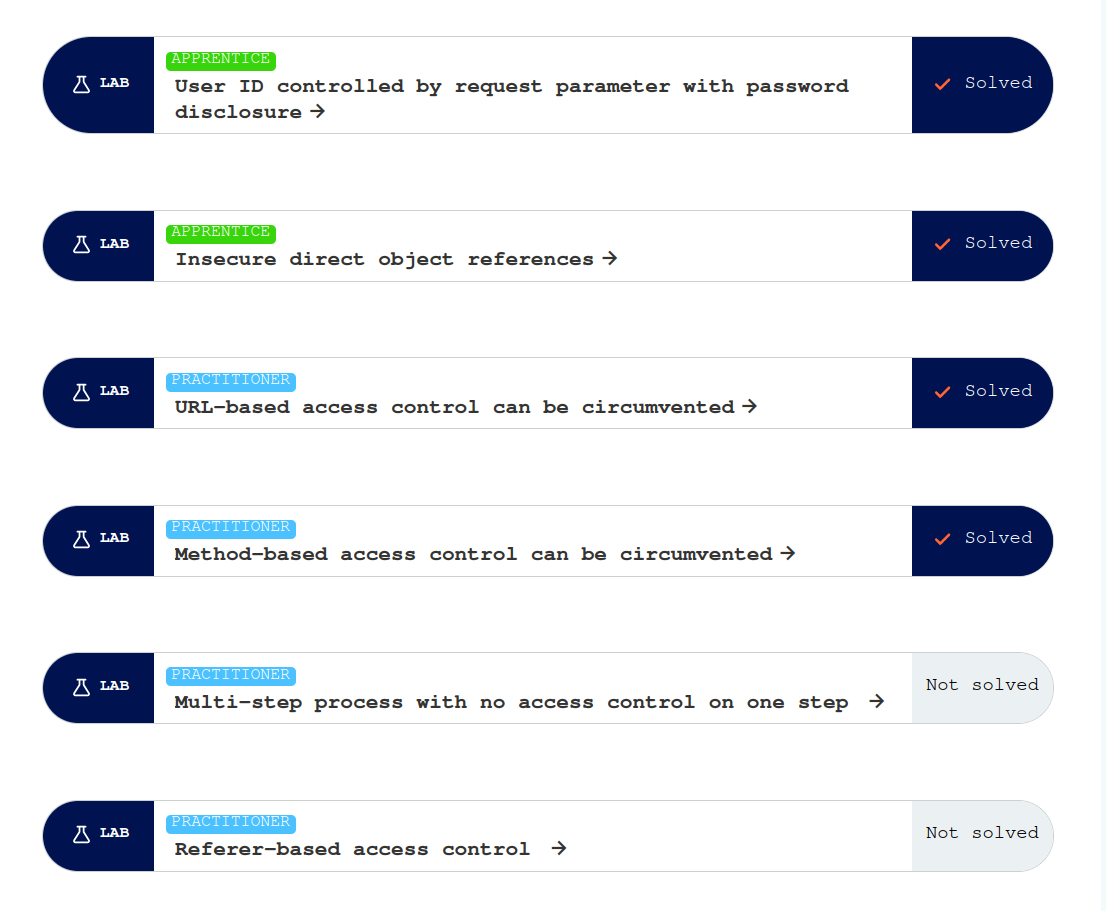 LAB
APPRENTICE
User ID controlled by request parameter with password
disclosure →
Solved
LAB
APPRENTICE
Insecure direct object references →
Solved
LAB
PRACTITIONER
URL-based access control can be circumvented →
Solved
LAB
PRACTITIONER
Method-based access control can be circumvented →
Solved
LAB
PRACTITIONER
Multi-step process with no access control on one step →
Not solved
LAB
PRACTITIONER
Referer-based access control →
Not solved